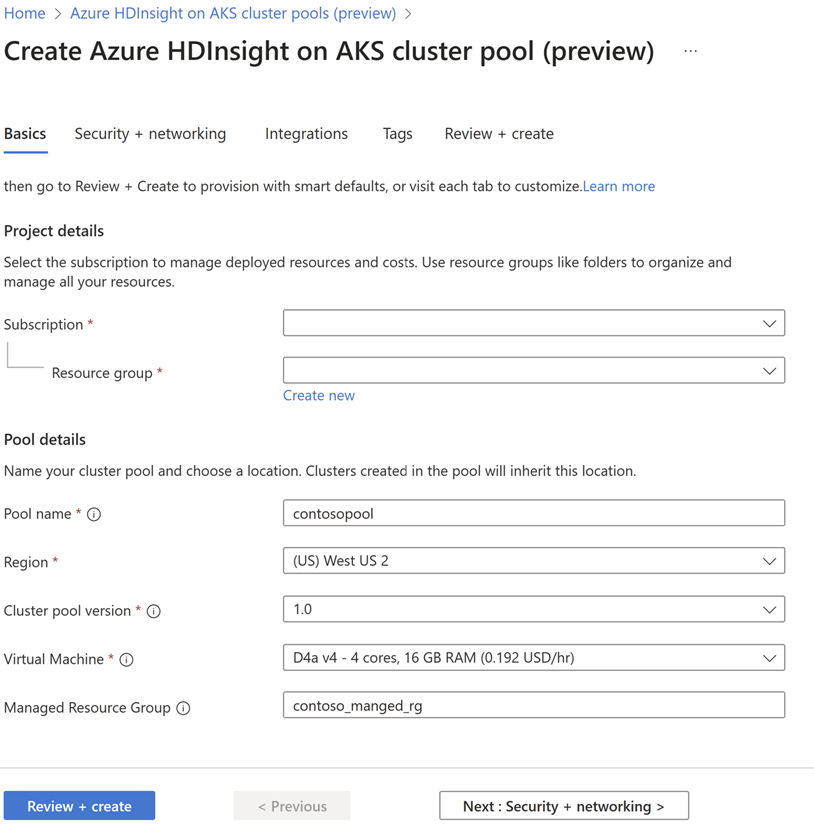 Home > Azure HDInsight on AKS cluster pools (preview) >
Create Azure HDInsight on AKS cluster pool (preview) ...
Basics Security + networking Integrations Tags Review + create
then go to Review + Create to provision with smart defaults, or visit each tab to customize.Learn more
Project details
Select the subscription to manage deployed resources and costs. Use resource groups like folders to organize and
manage all your resources.
Subscription *
Resource group *
Create new
Pool details
Name your cluster pool and choose a location. Clusters created in the pool will inherit this location.
Pool name * contosopool
Region * (US) West US 2
Cluster pool version * 1.0
Virtual Machine * D4a v4 - 4 cores, 16 GB RAM (0.192 USD/hr)
Managed Resource Group contoso_manged_rg
Review + create < Previous Next : Security + networking >